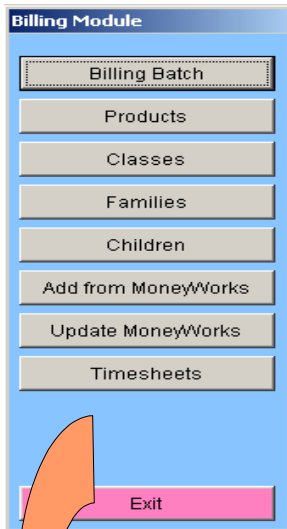 Billing Module
Billing Batch
Products
Classes
Families
Children
Add from MoneyWorks
Update MoneyWorks
Timesheets
Exit